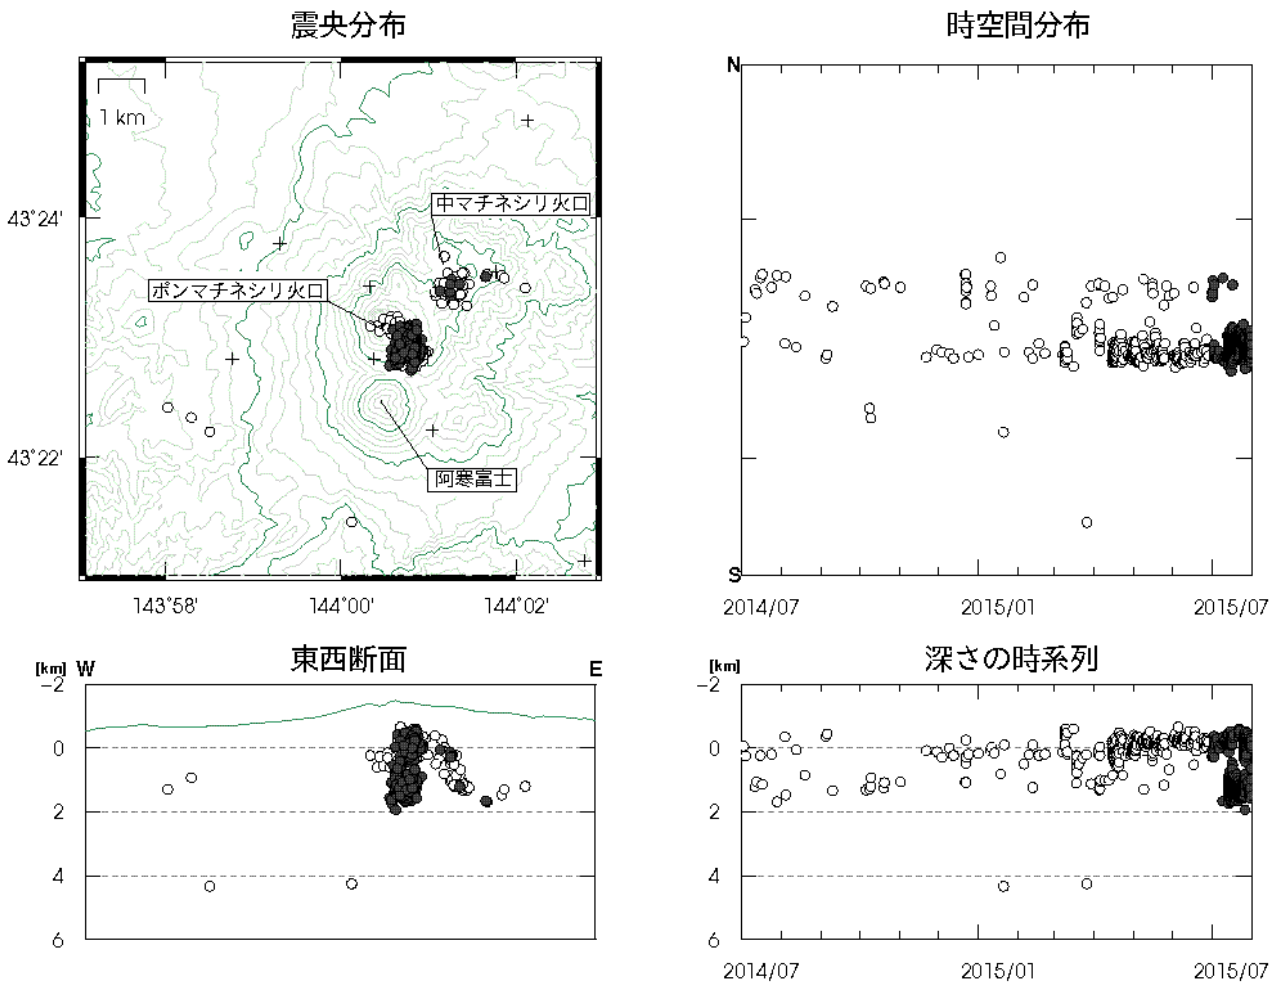 震央分布
1 km
中マチネシリ火口
43°24'
ポンマチネシリ火口
43°22'
阿寒富士
143°58'
144°00'
144°02'
時空間分布
N
S
2014/07
2015/01
2015/07
東西断面
[km] W
E
-2
0
2
4
6
深さの時系列
[km]
-2
0
2
4
6
2014/07
2015/01
2015/07